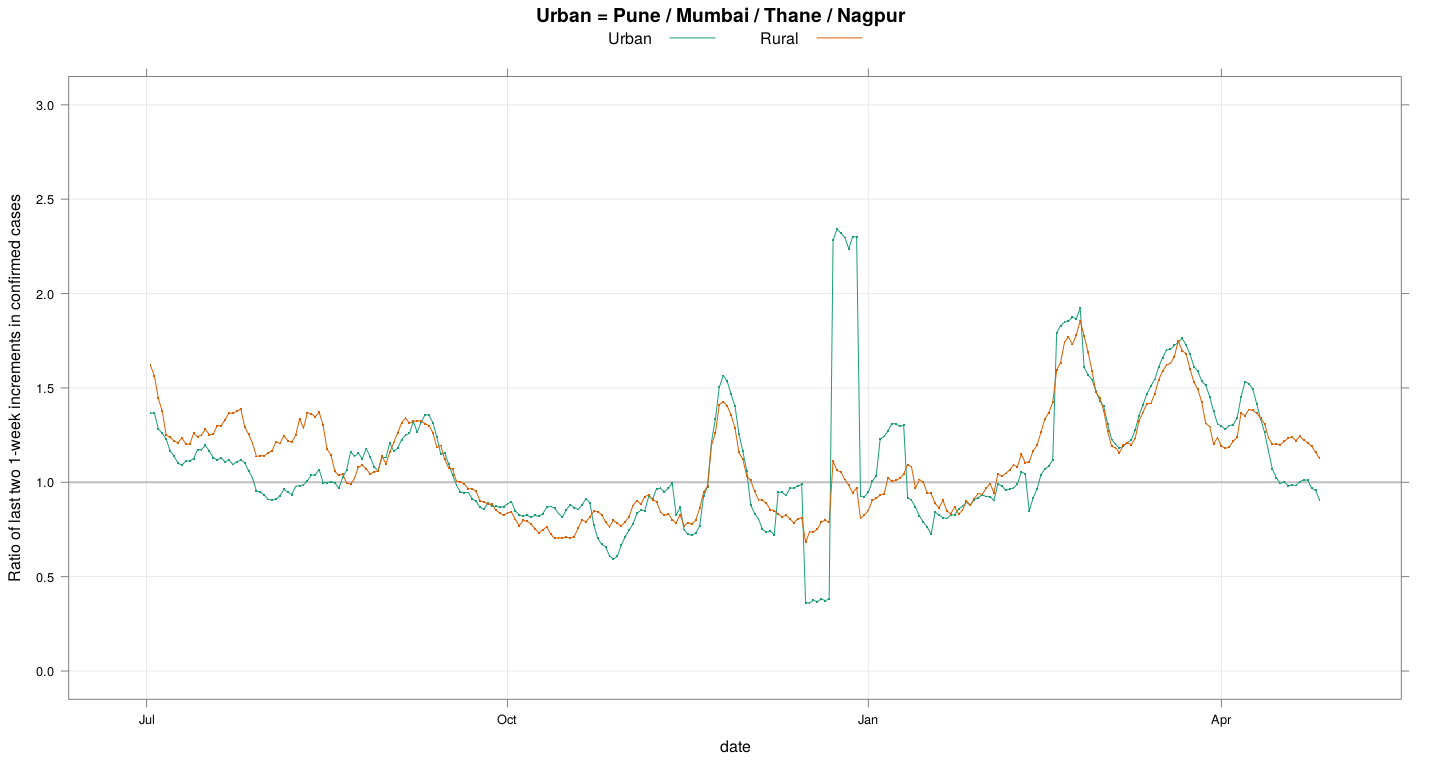 Urban = Pune / Mumbai / Thane / Nagpur
Urban Rural
Ratio of last two 1-week increments in confirmed cases
3.0
2.5
2.0
1.5
1.0
0.5
0.0
Jul Oct Jan Apr
date